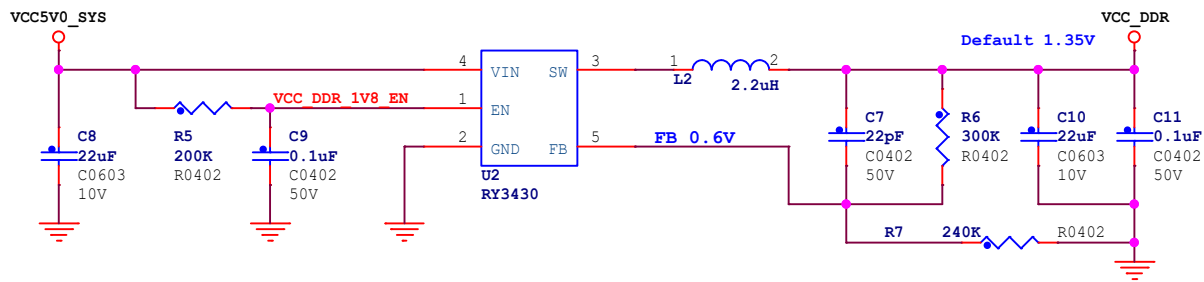 VCC5V0_SYS
VCC_DDR
Default 1.35V
4 VIN SW 3 1 L2 2
2.2uH
VCC_DDR_1V8_EN 1 EN
C8
22uF
C0603
10V
R5
200K
R0402
C9
0.1uF
C0402
50V
2 GND FB 5 FB 0.6V
U2
RY3430
C7
22pF
C0402
50V
R6
300K
R0402
C10
22uF
C0603
10V
C11
0.1uF
C0402
50V
R7 240K R0402